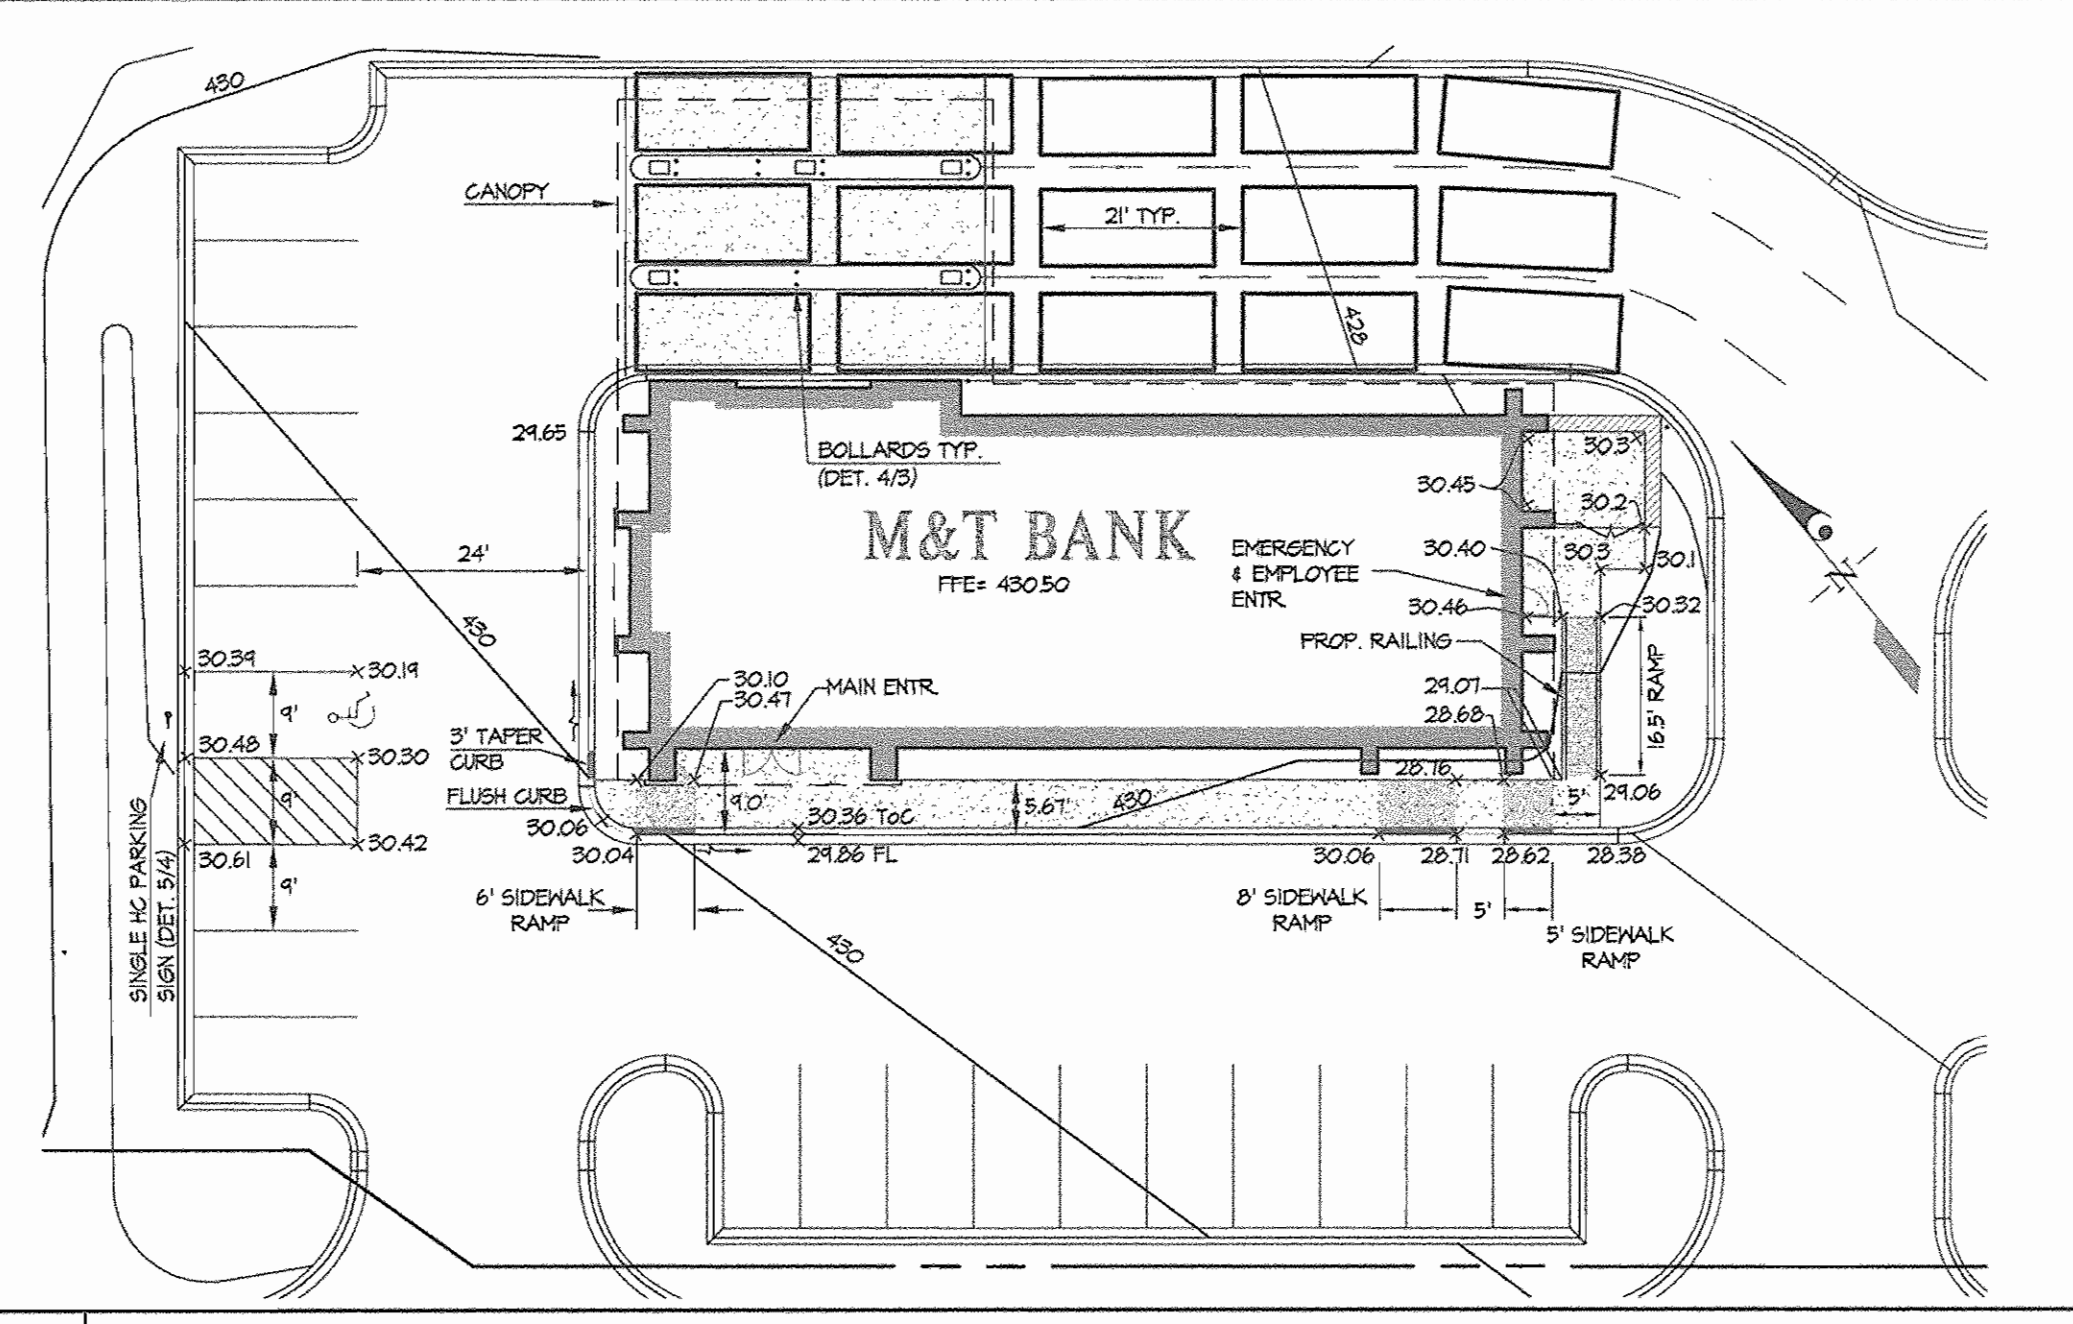 430
CANOPY
21' TYP.
428
29.65
BOLLARDS TYP.
(DET. 4/3)
30.3
30.45
30.2
M&T BANK
FFE= 430.50
EMERGENCY
& EMPLOYEE
ENTR.
30.40
30.3
30.1
N
24'
430
30.46
30.32
PROP. RAILING
16.5' RAMP
30.39
30.19
30.10
30.47
MAIN ENTR.
29.07
28.68
9'
3' TAPER
CURB
30.48
30.30
FLUSH CURB
9'
9.0'
30.36 ToC
5.67'
430
28.76
5'
29.06
30.06
30.61
30.42
30.04
29.86 FL
30.06
28.71
28.62
28.38
9'
SINGLE HC PARKING
SIGN (DET. 5/4)
6' SIDEWALK
RAMP
8' SIDEWALK
RAMP
5'
5' SIDEWALK
RAMP
430